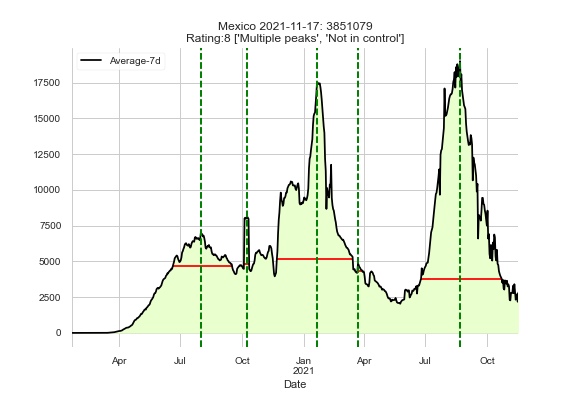 Mexico 2021-11-17: 3851079
Rating:8 ['Multiple peaks', 'Not in control']
Average-7d
17500
15000
12500
10000
7500
5000
2500
0
Apr
Jul
Oct
Jan
2021
Apr
Jul
Oct
Date